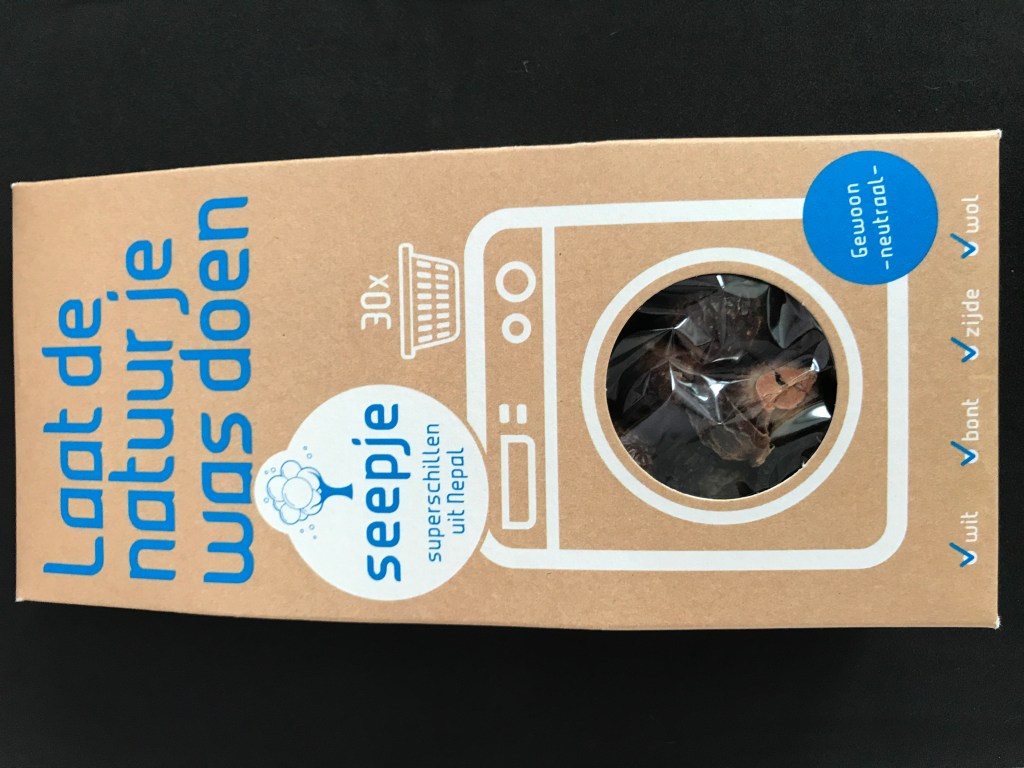 Laat de
natuur je
was doen
30x
seepje
superschillen
uit Nepal
Gewoon
-neutraal-
wit
bont
zijde
wol